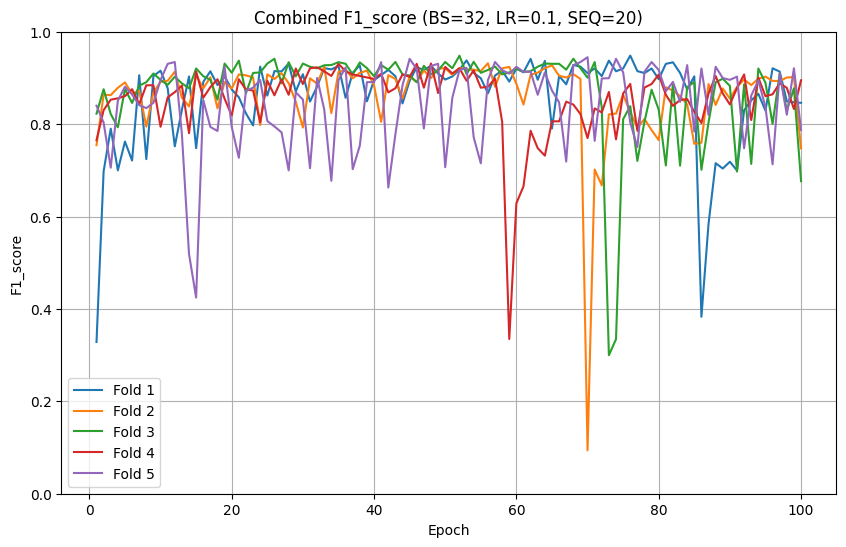 Combined F1_score (BS=32, LR=0.1, SEQ=20)
1.0
0.8
0.6
0.4
0.2
0.0
F1_score
Fold 1
Fold 2
Fold 3
Fold 4
Fold 5
0 20 40 60 80 100
Epoch